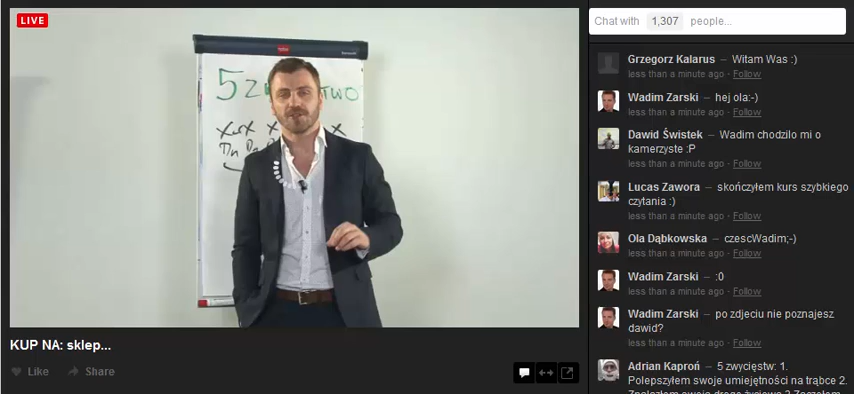 LIVE
5 Z
TWO
KUP NA: sklep...
Like
Share
Chat with 1,307 people...
Grzegorz Kalarus – Witam Was :)
less than a minute ago · Follow
Wadim Zarski – hej ola:-)
less than a minute ago · Follow
Dawid Świstek – Wadim chodzilo mi o
kamerzyste :P
less than a minute ago · Follow
Lucas Zawora – skończyłem kurs szybkiego
czytania :)
less than a minute ago · Follow
Ola Dąbkowska – czescWadim;-)
less than a minute ago · Follow
Wadim Zarski – :0
less than a minute ago · Follow
Wadim Zarski – po zdjeciu nie poznajesz
dawid?
less than a minute ago · Follow
Adrian Kaproń – 5 zwycięstw: 1.
Polepszyłem swoje umiejętności na trąbce 2.